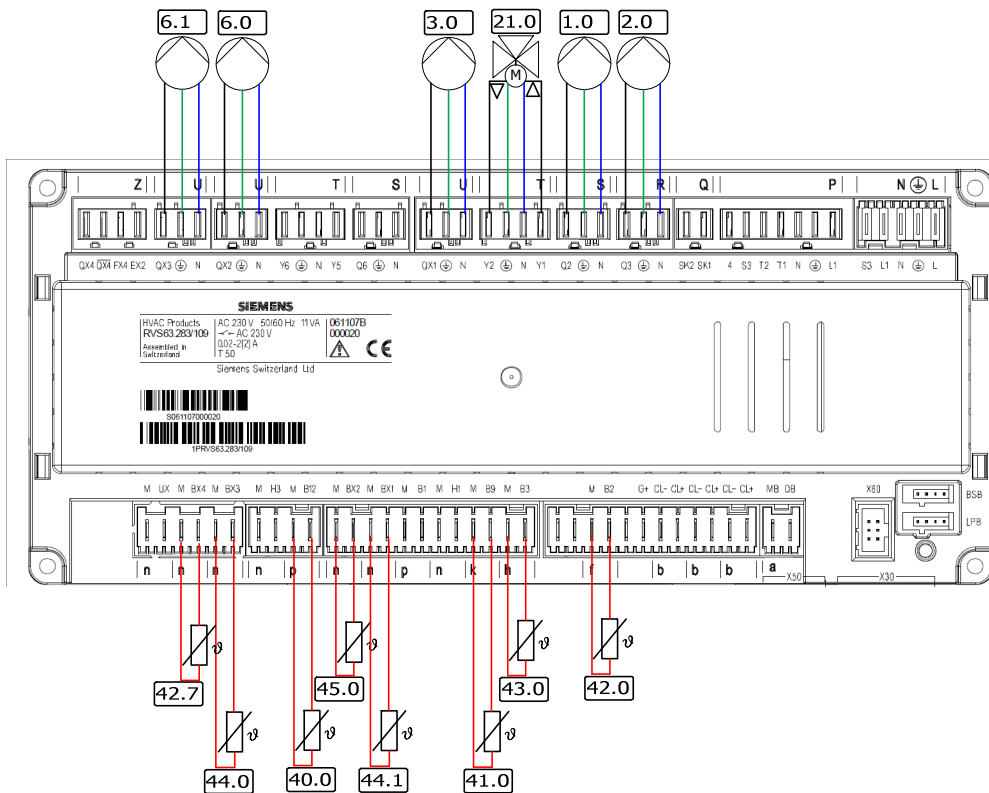 6.1 6.0 3.0 21.0 1.0 2.0
M
Z U U T S U T S R Q P N L
QX4 QX4 FX4 EX2 QX3 N QX2 N Y6 N Y5 Q6 N QX1 N Y2 N Y1 Q2 N Q3 N SK2 SK1 4 S3 T2 T1 N L1 S3 L1 N L
SIEMENS
HVAC Products
RVS63.283/109
Assembled in
Switzerland
AC 230 V 50/60 Hz 11 VA
AC 230 V
0.02-2(2) A
T 50
061107B
000020
CE
Siemens Switzerland Ltd
S061107000020
1PRVS63.283/109
M UX M BX4 M BX3 M H3 M B12 M BX2 M BX1 M B1 M H1 M B9 M B3 M B2 G+ CL- CL+ CL- CL+ CL- CL+ MB DB X60
BSB
LPB
n n n n p n n p n k h f b b b a
X50 X30
ϑ ϑ ϑ ϑ
42.7 45.0 43.0 42.0
ϑ ϑ ϑ ϑ
44.0 40.0 44.1 41.0